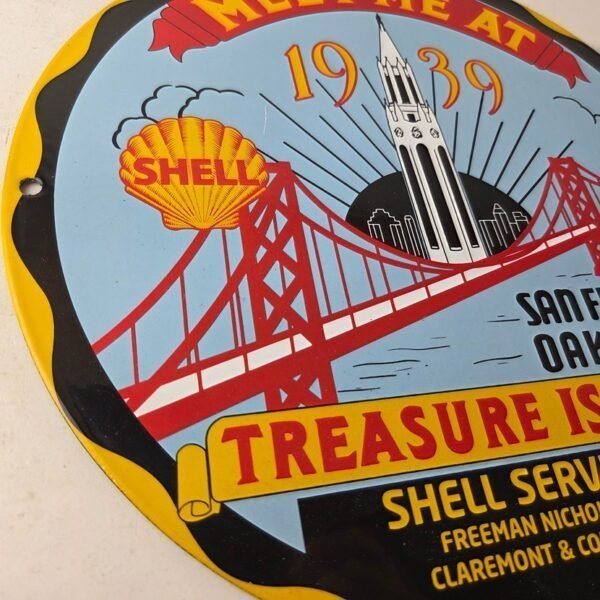 MEET ME AT
1939
SHELL
SAN F
OAK
TREASURE IS
SHELL SERV
FREEMAN NICHO
CLAREMONT & CO